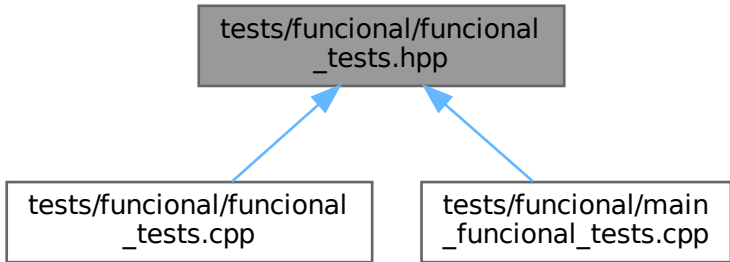 tests/funcional/funcional
_tests.hpp
tests/funcional/funcional
_tests.cpp
tests/funcional/main
_funcional_tests.cpp